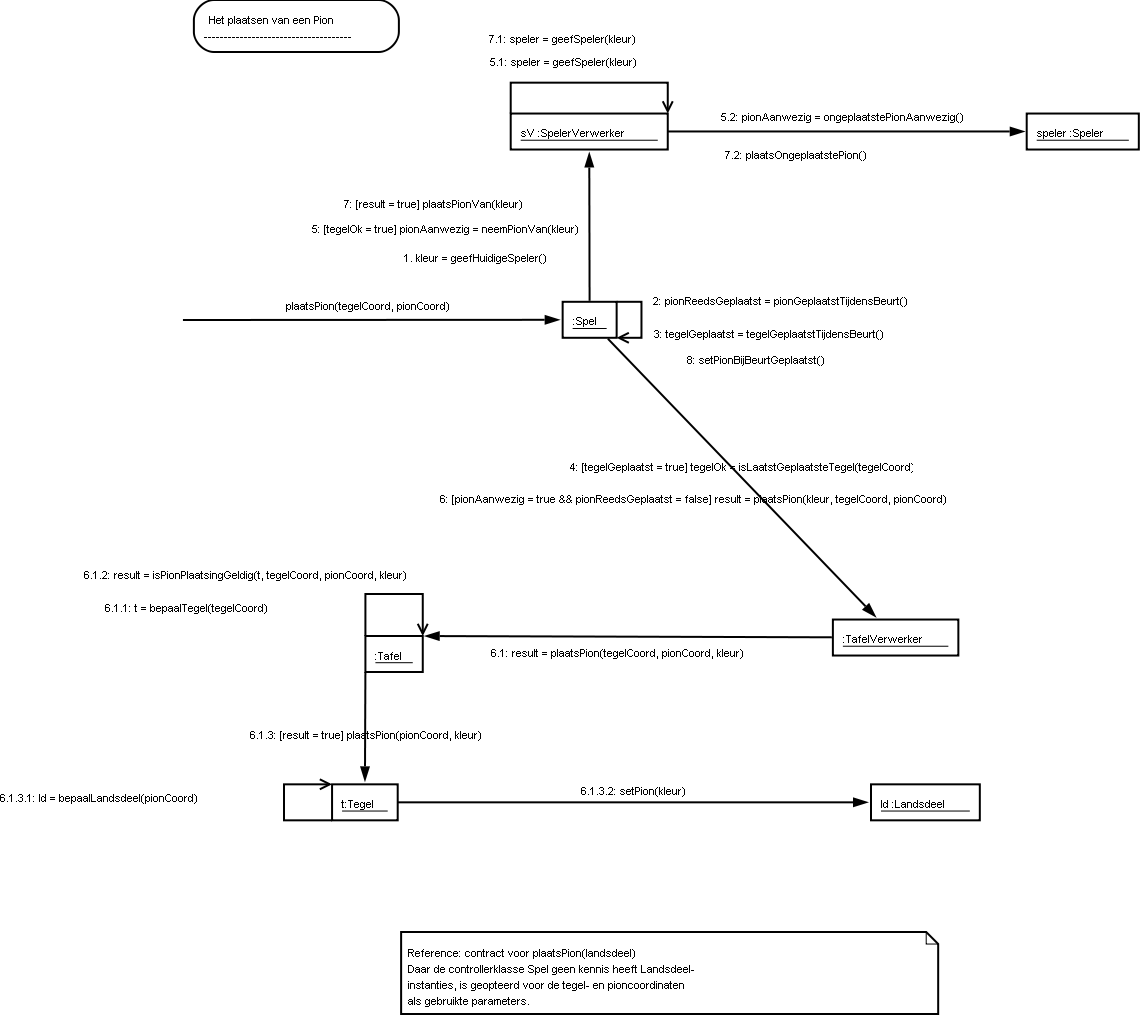 Het plaatsen van een Pion
-------------------------------------
7.1: speler = geefSpeler(kleur)
5.1: speler = geefSpeler(kleur)
sV :SpelerVerwerker
5.2: pionAanwezig = ongeplaatstePionAanwezig()
speler :Speler
7.2: plaatsOngeplaatstePion()
7: [result = true] plaatsPionVan(kleur)
5: [tegelOk = true] pionAanwezig = neemPionVan(kleur)
1. kleur = geefHuidigeSpeler()
plaatsPion(tegelCoord, pionCoord)
:Spel
2: pionReedsGeplaatst = pionGeplaatstTijdensBeurt()
3: tegelGeplaatst = tegelGeplaatstTijdensBeurt()
8: setPionBijBeurtGeplaatst()
4: [tegelGeplaatst = true] tegelOk = isLaatstGeplaatsteTegel(tegelCoord)
6: [pionAanwezig = true && pionReedsGeplaatst = false] result = plaatsPion(kleur, tegelCoord, pionCoord)
6.1.2: result = isPionPlaatsingGeldig(t, tegelCoord, pionCoord, kleur)
6.1.1: t = bepaalTegel(tegelCoord)
:Tafel
:TafelVerwerker
6.1: result = plaatsPion(tegelCoord, pionCoord, kleur)
6.1.3: [result = true] plaatsPion(pionCoord, kleur)
6.1.3.1: ld = bepaalLandsdeel(pionCoord)
t:Tegel
6.1.3.2: setPion(kleur)
ld :Landsdeel
Reference: contract voor plaatsPion(landsdeel)
Daar de controllerklasse Spel geen kennis heeft Landsdeel-
instanties, is geopteerd voor de tegel- en pioncoordinaten
als gebruikte parameters.